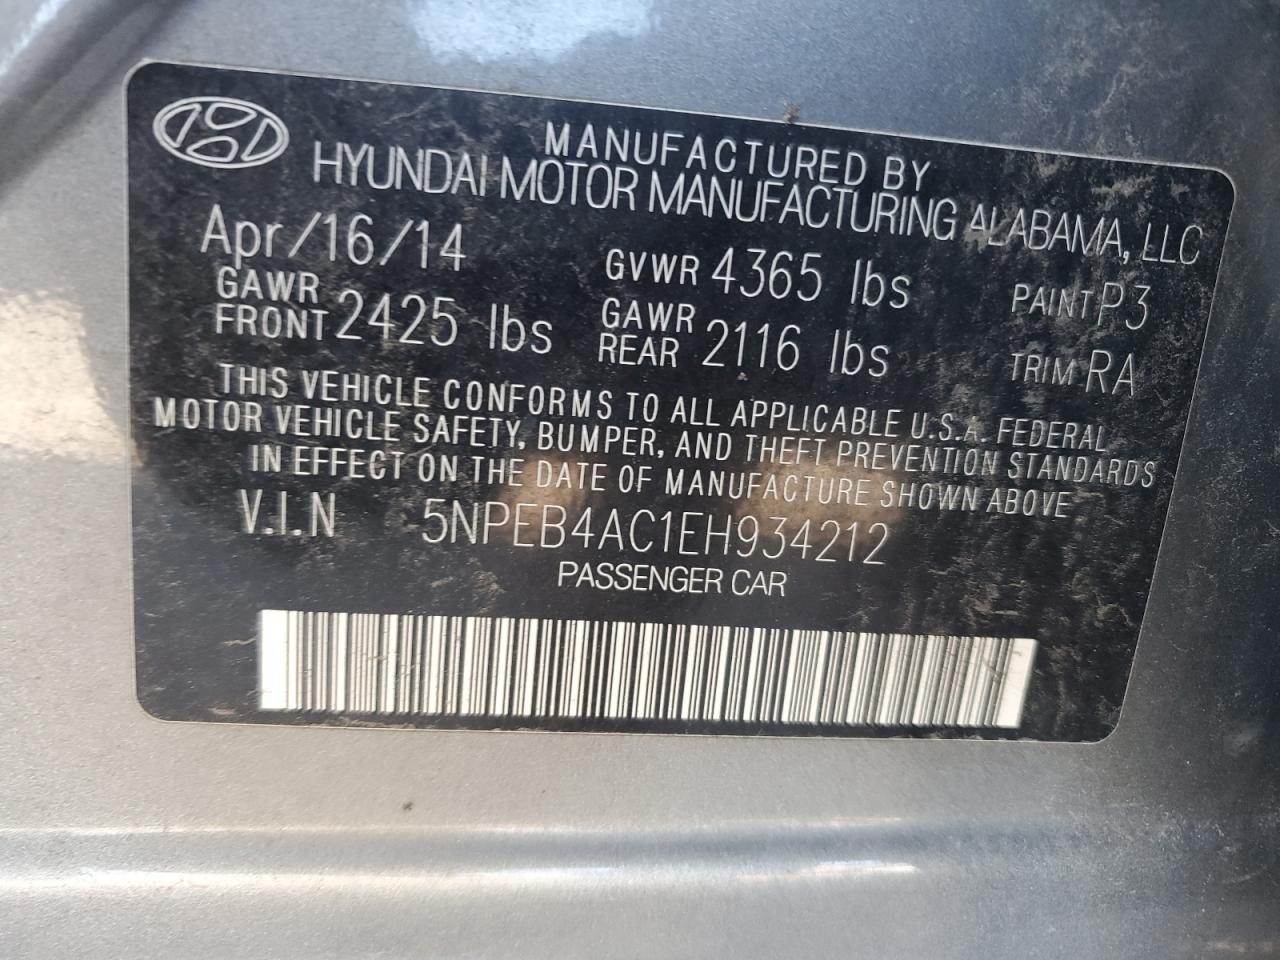 MANUFACTURED BY
HYUNDAI MOTOR MANUFACTURING ALABAMA, LLC
Apr/16/14 GVWR 4365 lbs PAINT P3
GAWR FRONT 2425 lbs GAWR REAR 2116 lbs TRIM RA
THIS VEHICLE CONFORMS TO ALL APPLICABLE U.S.A. FEDERAL
MOTOR VEHICLE SAFETY, BUMPER, AND THEFT PREVENTION STANDARDS
IN EFFECT ON THE DATE OF MANUFACTURE SHOWN ABOVE
V.I.N 5NPEB4AC1EH934212
PASSENGER CAR